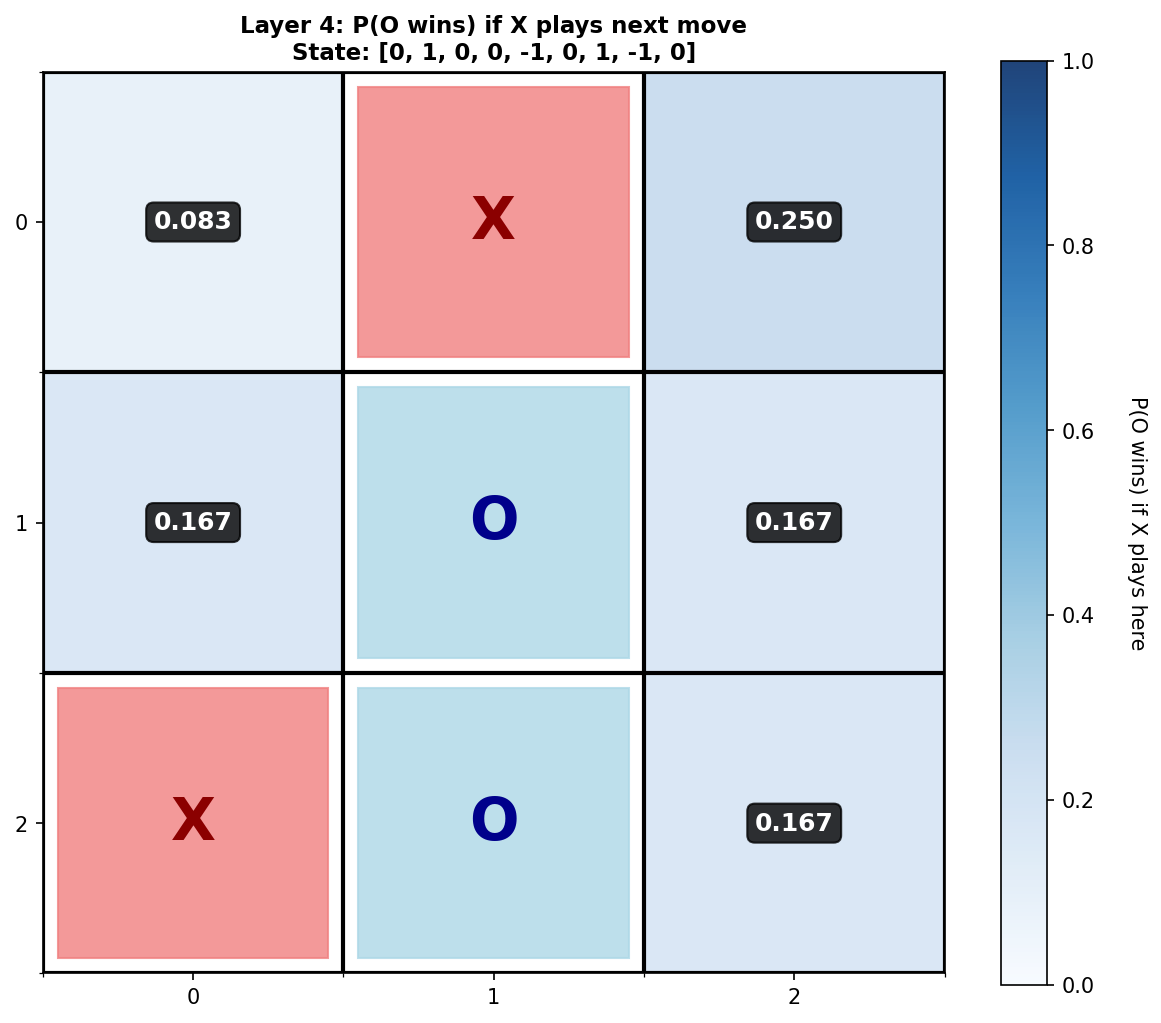 Layer 4: P(O wins) if X plays next move
State: [0, 1, 0, 0, -1, 0, 1, -1, 0]
0.083
X
0.250
0.167
O
0.167
X
O
0.167
0
1
2
0
1
2
1.0
0.8
0.6
0.4
0.2
0.0
P(O wins) if X plays here